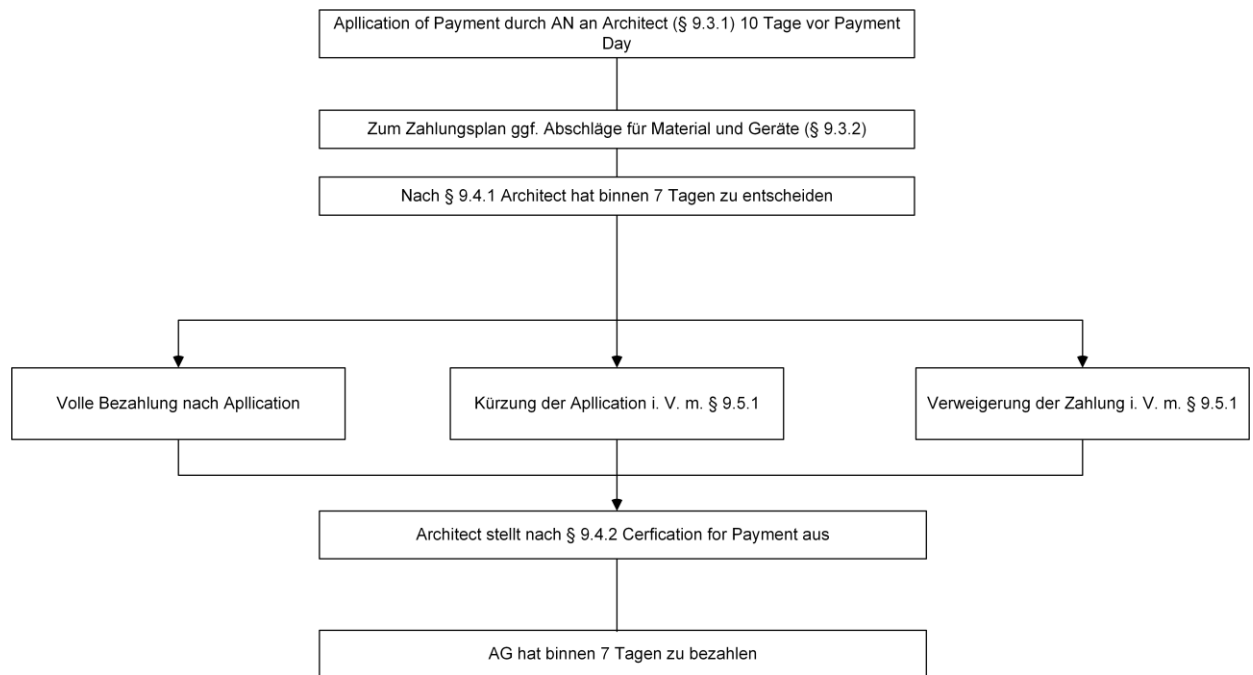 Apllication of Payment durch AN an Architect (§ 9.3.1) 10 Tage vor Payment
Day
Zum Zahlungsplan ggf. Abschläge für Material und Geräte (§ 9.3.2)
Nach § 9.4.1 Architect hat binnen 7 Tagen zu entscheiden
Volle Bezahlung nach Apllication
Kürzung der Apllication i. V. m. § 9.5.1
Verweigerung der Zahlung i. V. m. § 9.5.1
Architect stellt nach § 9.4.2 Cerfication for Payment aus
AG hat binnen 7 Tagen zu bezahlen